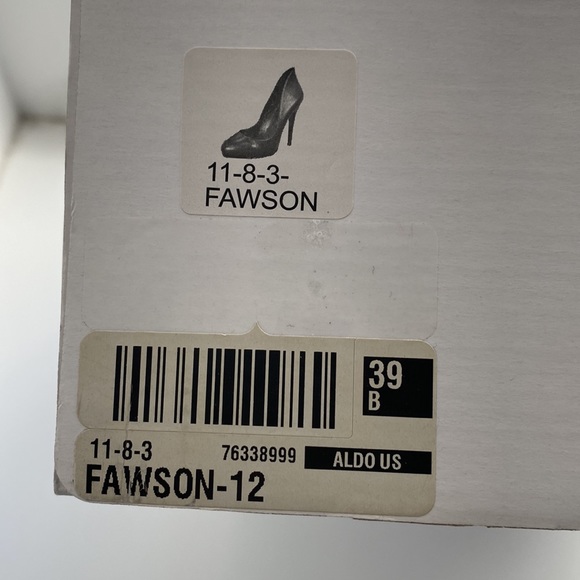 11-8-3-
FAWSON
39
B
11-8-3 76338999 ALDO US
FAWSON-12